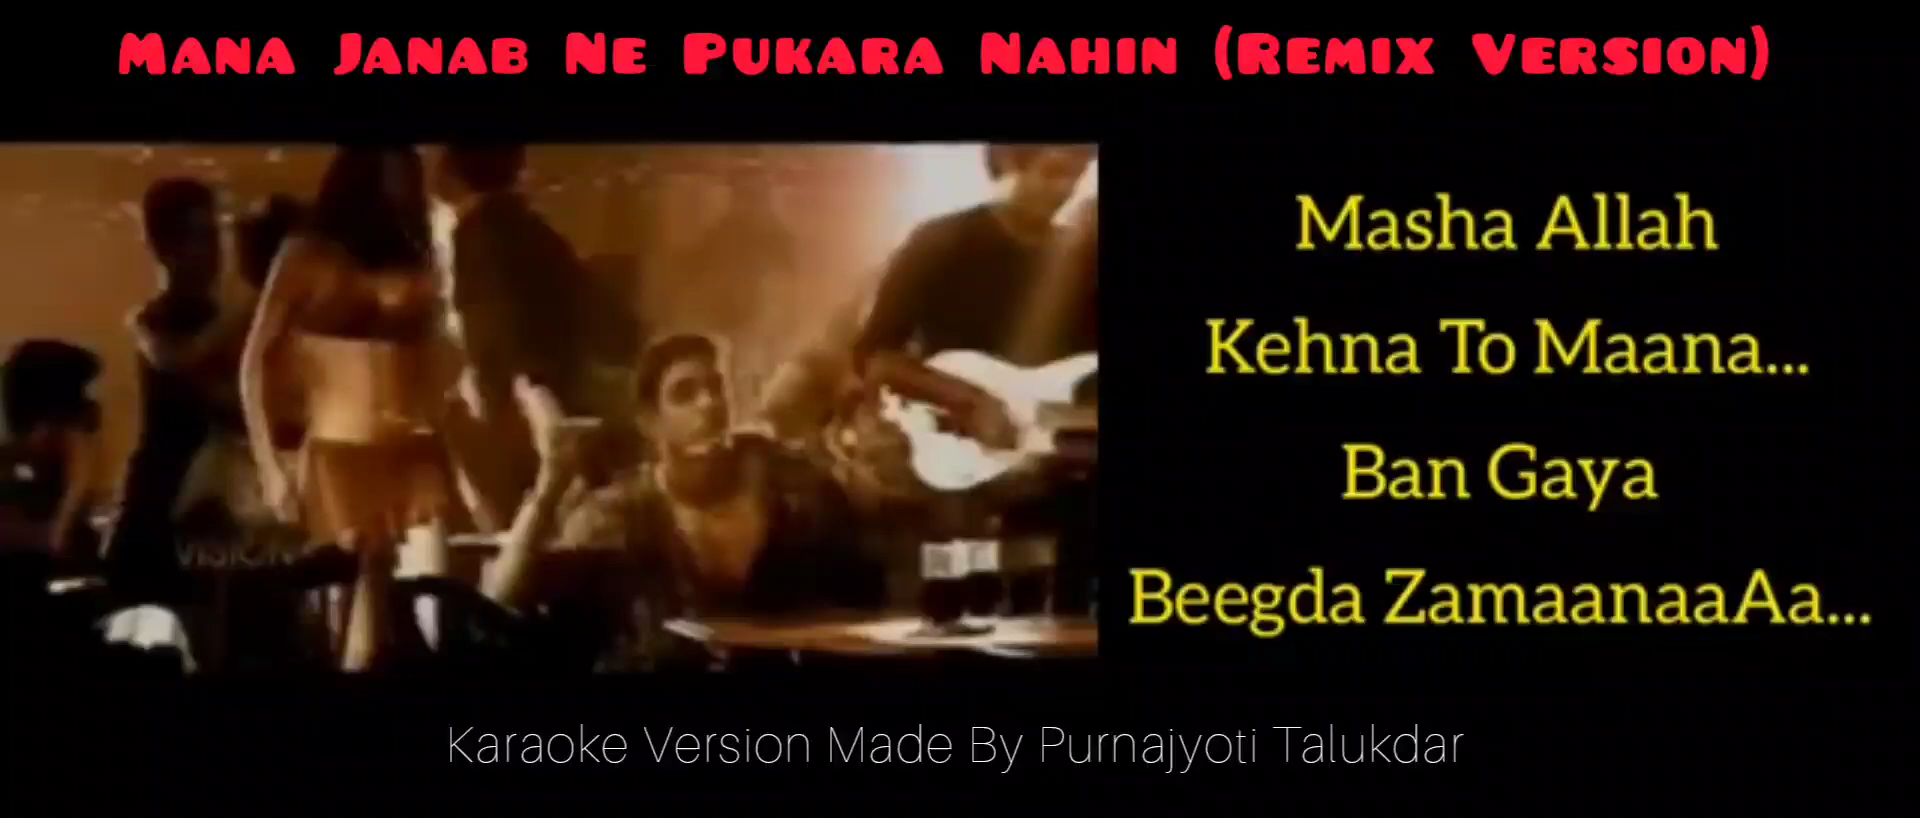 Mana Janab Ne Pukara Nahin (Remix Version)
Masha Allah
Kehna To Maana...
Ban Gaya
Beegda ZamaanaaAa...
VISION
Karaoke Version Made By Purnajyoti Talukdar